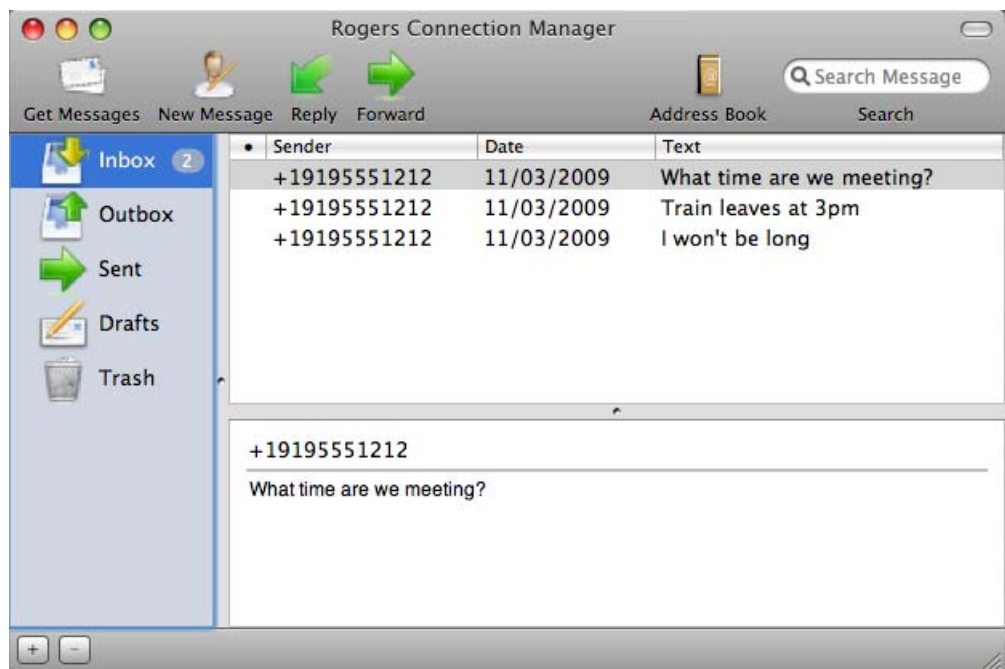 Rogers Connection Manager
Search Message
Get Messages New Message Reply Forward Address Book Search
Inbox 2
Outbox
Sent
Drafts
Trash
• Sender Date Text
+19195551212 11/03/2009 What time are we meeting?
+19195551212 11/03/2009 Train leaves at 3pm
+19195551212 11/03/2009 I won't be long
+19195551212
What time are we meeting?